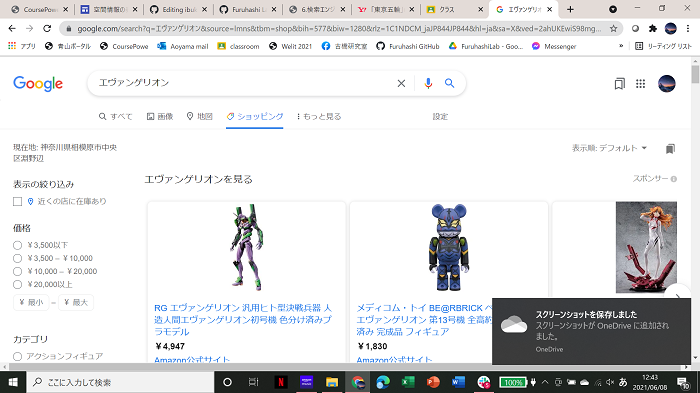 CoursePowe
空間情報の
Editing ibui
Furuhashi L
6.検索エンジ
「東京五輪」
クラス
エヴァンゲリ
google.com/search?q=エヴァンゲリオン&source=lmns&tbm=shop&bih=577&biw=1280&rlz=1C1NDCM_jaJP844JP844&hl=ja&sa=X&ved=2ahUKEwiS98mg...
アプリ
青山ポータル
CoursePowe
Aoyama mail
classroom
Welit 2021
古橋研究室
Furuhashi GitHub
FuruhashiLab - Goo...
Messenger
»
リーディング リスト
Google
エヴァンゲリオン
すべて
画像
地図
ショッピング
もっと見る
設定
現在地: 神奈川県相模原市中央
区淵野辺
表示順: デフォルト
表示の絞り込み
近くの店に在庫あり
価格
¥3,500以下
¥3,500 – ¥10,000
¥10,000 – ¥20,000
¥20,000以上
¥ 最小 – ¥ 最大
カテゴリ
アクションフィギュア
エヴァンゲリオンを見る
スポンサー
RG エヴァンゲリオン 汎用ヒト型決戦兵器 人
造人間エヴァンゲリオン初号機 色分け済みプ
ラモデル
¥4,947
Amazon公式サイト
メディコム・トイ BE@RBRICK ベ
エヴァンゲリオン 第13号機 全高約
済み 完成品 フィギュア
¥1,830
Amazon公式サイト
スクリーンショットを保存しました
スクリーンショットが OneDrive に追加され
ました。
OneDrive
ここに入力して検索
100%
あ
12:43
2021/06/08
10